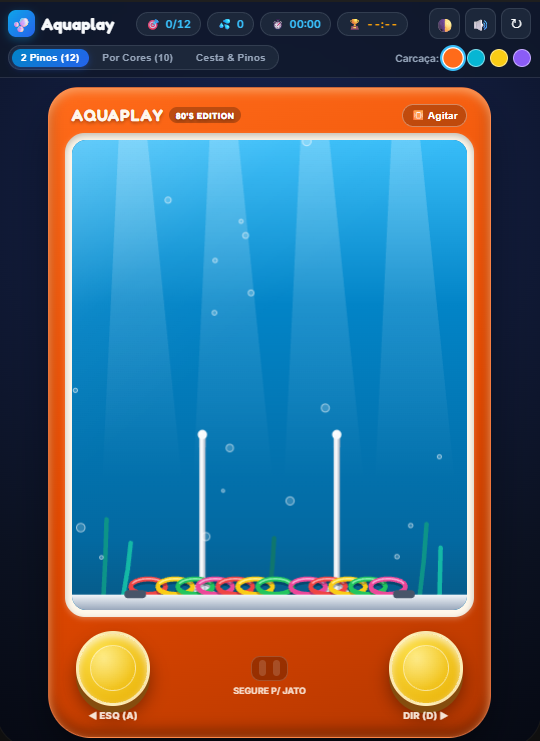 Aquaplay
0/12
0
00:00
--:--
2 Pinos (12)
Por Cores (10)
Cesta & Pinos
Carcaça:
AQUAPLAY
80'S EDITION
Agitar
SEGURE P/ JATO
◀ ESQ (A)
DIR (D) ▶